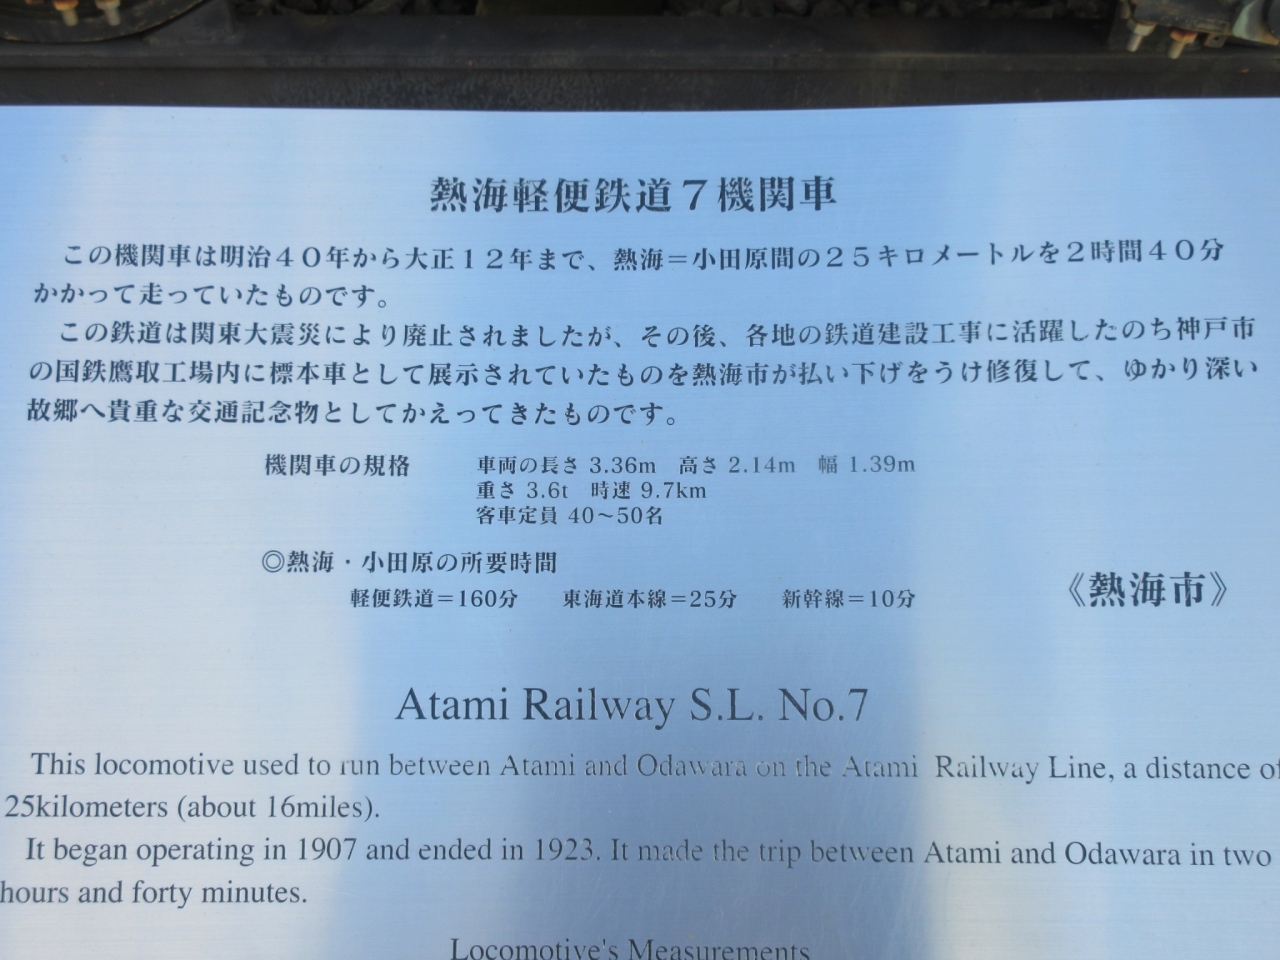 熱海軽便鉄道7機関車
この機関車は明治40年から大正12年まで、熱海=小田原間の25キロメートルを2時間40分
かかって走っていたものです。
この鉄道は関東大震災により廃止されましたが、その後、各地の鉄道建設工事に活躍したのち神戸市
の国鉄鷹取工場内に標本車として展示されていたものを熱海市が払い下げをうけ修復して、ゆかり深い
故郷へ貴重な交通記念物としてかえってきたものです。
機関車の規格 車両の長さ 3.36m 高さ 2.14m 幅 1.39m
重さ 3.6t 時速 9.7km
客車定員 40〜50名
◎熱海・小田原の所要時間
軽便鉄道=160分 東海道本線=25分 新幹線=10分
《熱海市》
Atami Railway S.L. No.7
This locomotive used to run between Atami and Odawara on the Atami Railway Line, a distance of
25kilometers (about 16miles).
It began operating in 1907 and ended in 1923. It made the trip between Atami and Odawara in two
hours and forty minutes.
Locomotive's Measurements